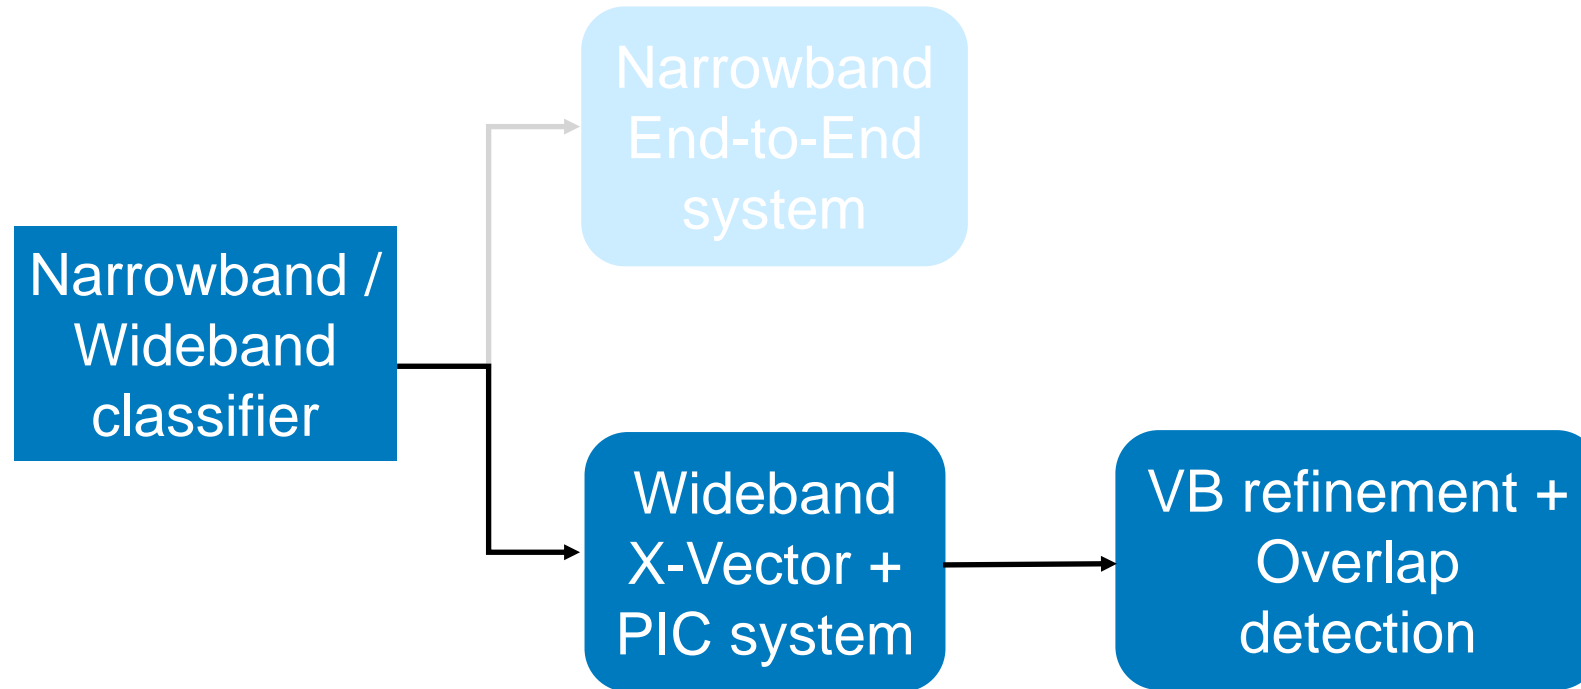 Narrowband
End-to-End
system
Narrowband /
Wideband
classifier
Wideband
X-Vector +
PIC system
VB refinement +
Overlap
detection